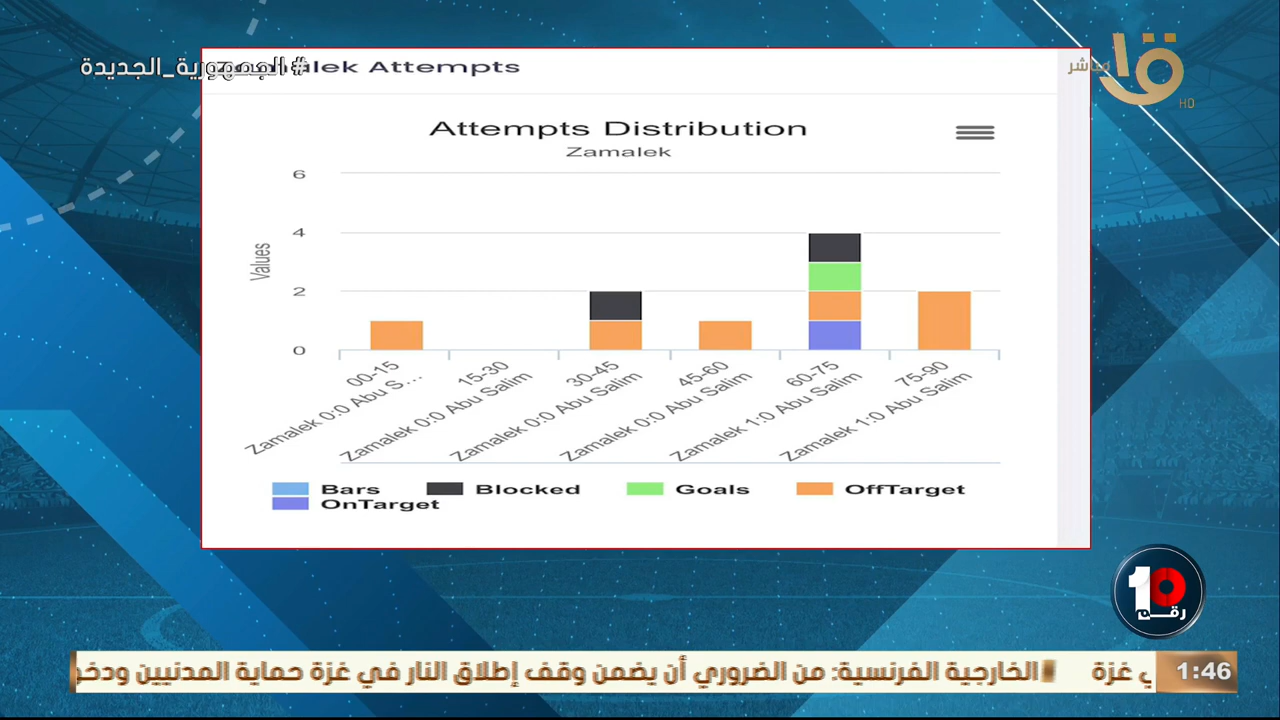 #الجمهورية_الجديدة
Attempts
مباشر
HD
Attempts Distribution
Zamalek
6
4
2
0
Values
00-15
Zamalek 0:0 Abu S...
15-30
Zamalek 0:0 Abu Salim
30-45
Zamalek 0:0 Abu Salim
45-60
Zamalek 0:0 Abu Salim
60-75
Zamalek 1:0 Abu Salim
75-90
Zamalek 1:0 Abu Salim
Bars
Blocked
Goals
OffTarget
OnTarget
رقم 10
ي غزة الخارجية الفرنسية: من الضروري أن يضمن وقف إطلاق النار في غزة حماية المدنيين ودخو
1:46